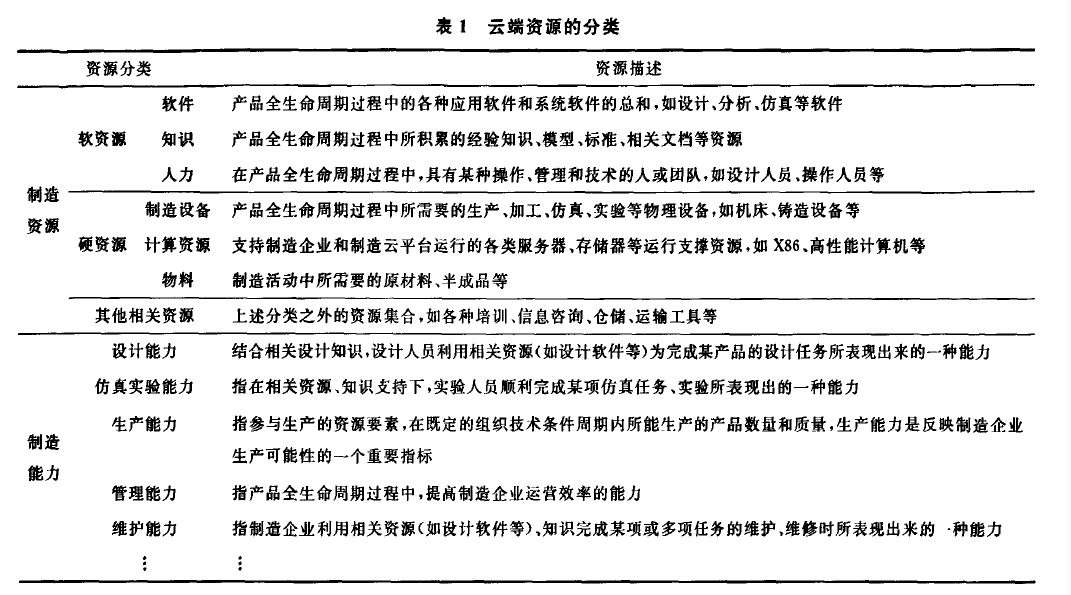 表 1 云端资源的分类
资源分类 资源描述
软件 产品全生命周期过程中的各种应用软件和系统软件的总和,如设计、分析、仿真等软件
软资源 知识 产品全生命周期过程中所积累的经验知识、模型、标准、相关文档等资源
人力 在产品全生命周期过程中,具有某种操作、管理和技术的人或团队,如设计人员、操作人员等
制造
资源
制造设备 产品全生命周期过程中所需要的生产、加工、仿真、实验等物理设备,如机床、铸造设备等
硬资源 计算资源 支持制造企业和制造云平台运行的各类服务器、存储器等运行支撑资源,如 X86、高性能计算机等
物料 制造活动中所需要的原材料、半成品等
其他相关资源 上述分类之外的资源集合,如各种培训、信息咨询、仓储、运输工具等
设计能力 结合相关设计知识,设计人员利用相关资源(如设计软件等)为完成某产品的设计任务所表现出来的一种能力
仿真实验能力 指在相关资源、知识支持下,实验人员顺利完成某项仿真任务、实验所表现出的一种能力
生产能力 指参与生产的资源要素,在既定的组织技术条件周期内所能生产的产品数量和质量,生产能力是反映制造企业
生产可能性的一个重要指标
制造
能力
管理能力 指产品全生命周期过程中,提高制造企业运营效率的能力
维护能力 指制造企业利用相关资源(如设计软件等)、知识完成某项或多项任务的维护、维修时所表现出来的一种能力
⋮ ⋮